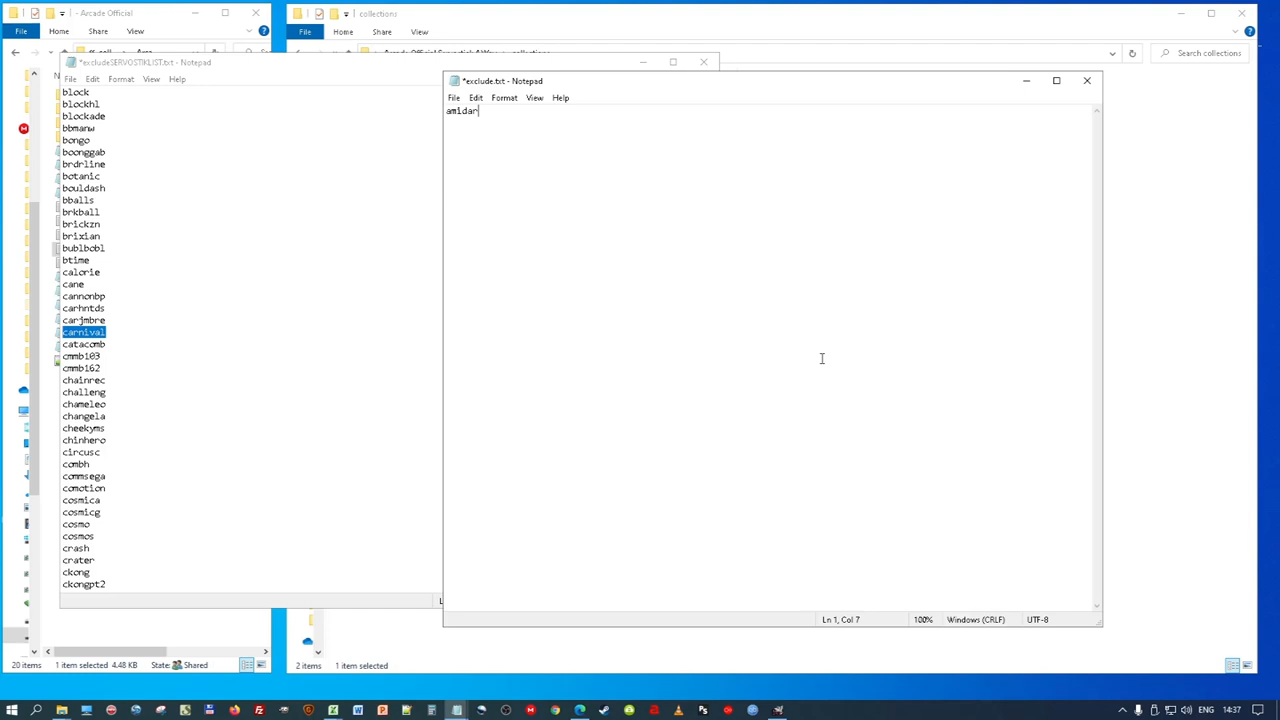 - Arcade Official
File Home Share View
collections
File Home Share View
Search collections
*excludeSERVOSTIKLIST.txt - Notepad
File Edit Format View Help
block
blockhl
blockade
bbmanw
bongo
boonggab
brdrline
botanic
bouldash
bballs
brkball
brickzn
brixian
bublbobl
btime
calorie
cane
cannonbp
carhntds
carjmbre
carnival
catacomb
cmmb103
cmmb162
chainrec
challeng
chameleo
changela
cheekyms
chinhero
circusc
combh
commsega
comotion
cosmica
cosmicg
cosmo
cosmos
crash
crater
ckong
ckongpt2
*exclude.txt - Notepad
File Edit Format View Help
amidar
Ln 1, Col 7 100% Windows (CRLF) UTF-8
20 items 1 item selected 4.48 KB State: Shared
2 items 1 item selected
14:37